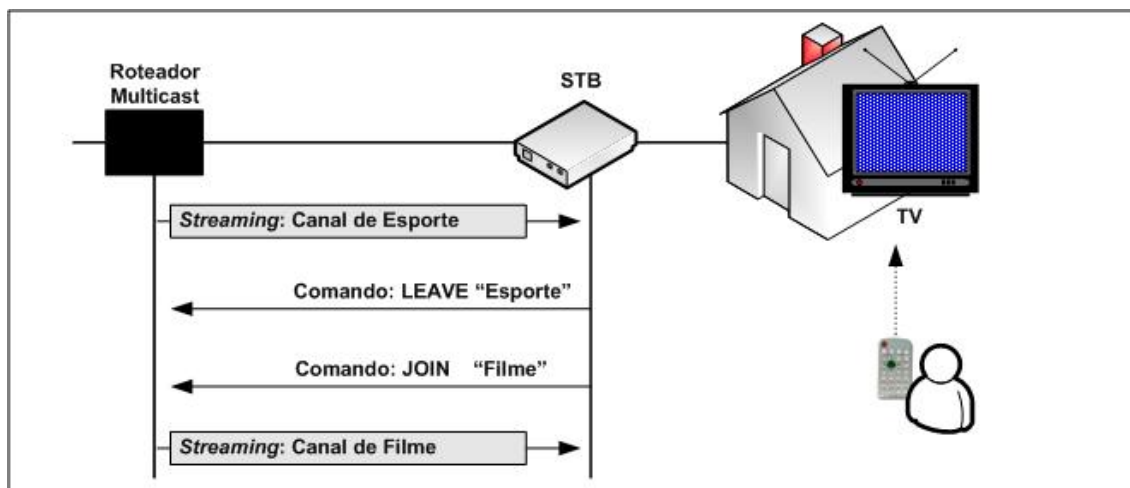 Roteador
Multicast
STB
TV
Streaming: Canal de Esporte
Comando: LEAVE “Esporte”
Comando: JOIN “Filme”
Streaming: Canal de Filme